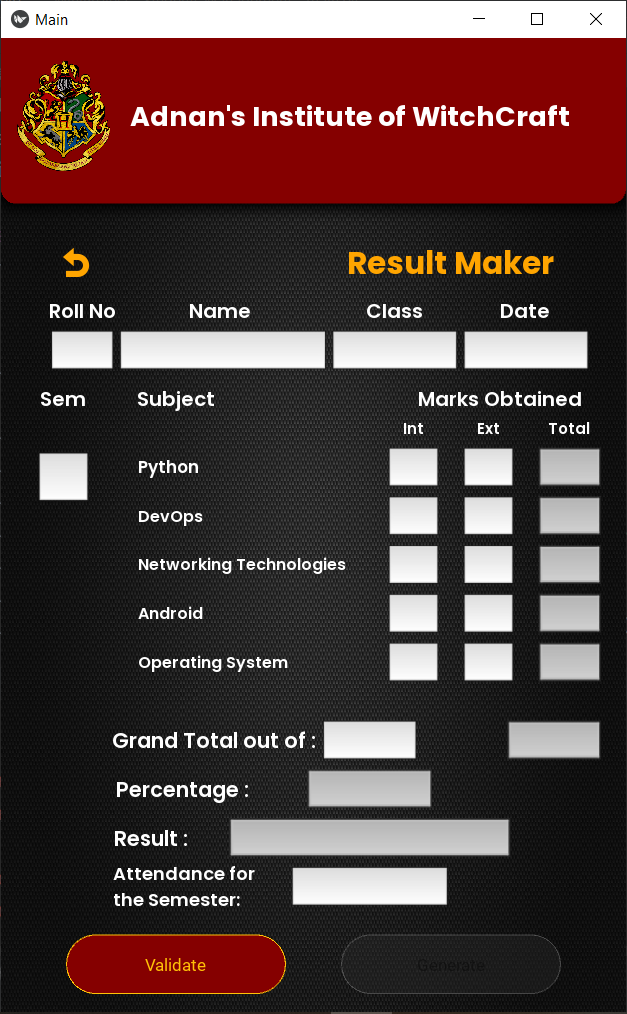 Main
Adnan's Institute of WitchCraft
Result Maker
Roll No Name Class Date
Sem Subject Marks Obtained
Int Ext Total
Python
DevOps
Networking Technologies
Android
Operating System
Grand Total out of :
Percentage :
Result :
Attendance for
the Semester:
Validate Generate